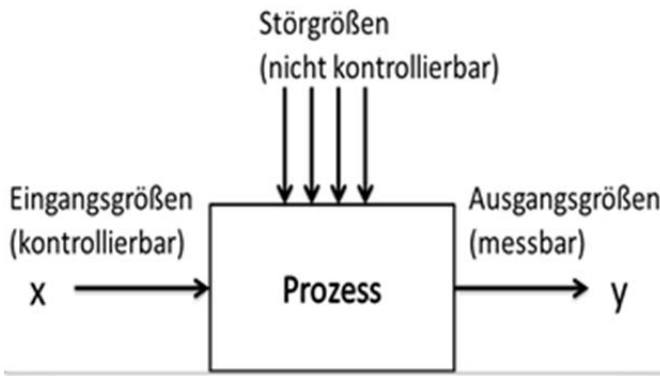 Störgrößen
(nicht kontrollierbar)
Eingangsgrößen
(kontrollierbar)
x
Prozess
Ausgangsgrößen
(messbar)
y